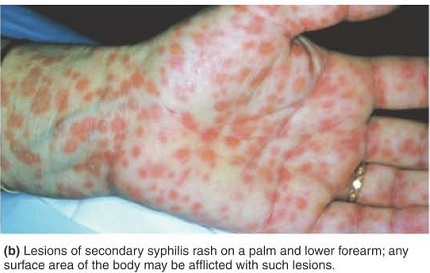 (b) Lesions of secondary syphilis rash on a palm and lower forearm; any
surface area of the body may be afflicted with such lesions.